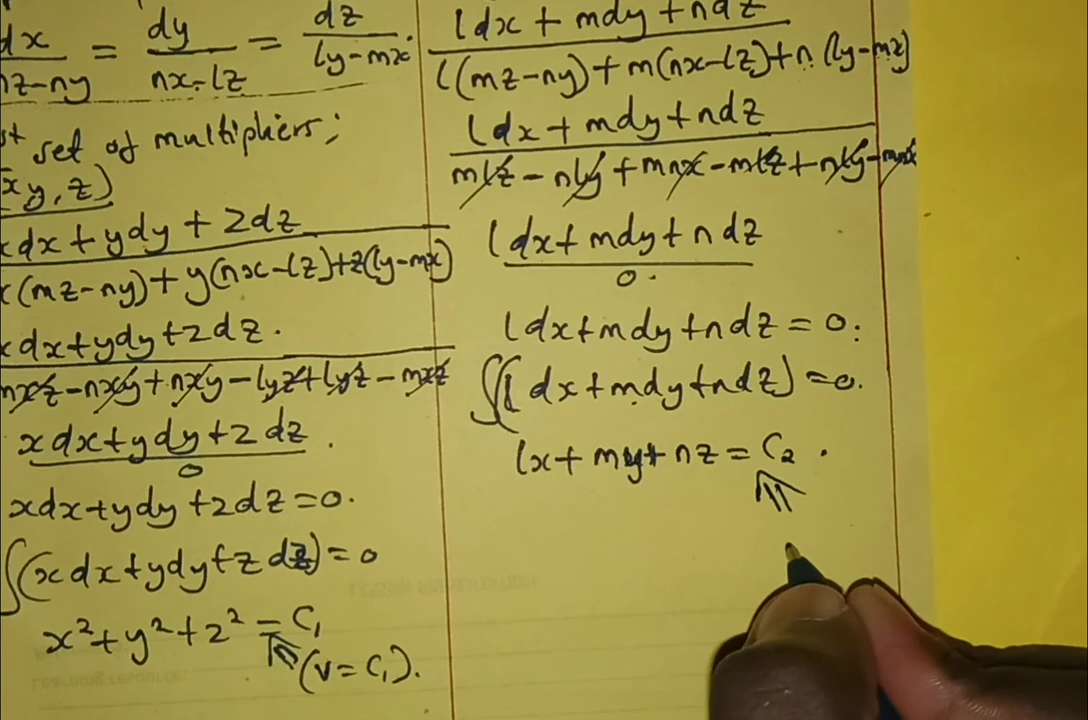 dx/mz-ny = dy/nx-lz = dz/ly-mx.
st set of multipliers;
x, y, z)
xdx + ydy + zdz
x(mz-ny) + y(nx-lz) + z(ly-mx)
xdx + ydy + zdz.
mxz - nxy + nxy - lyz + lyz - mxz
xdx + ydy + zdz / 0 .
xdx + ydy + zdz = 0.
∫(xdx + ydy + zdz) = 0
x² + y² + z² = C₁
(v = C₁).
ldx + mdy + ndz
l(mz-ny) + m(nx-lz) + n(ly-mx)
ldx + mdy + ndz
mlz - nly + mnx - mlz + nly - mnx
ldx + mdy + ndz
0.
ldx + mdy + ndz = 0.
∫(ldx + mdy + ndz) = 0.
lx + my + nz = C₂ .